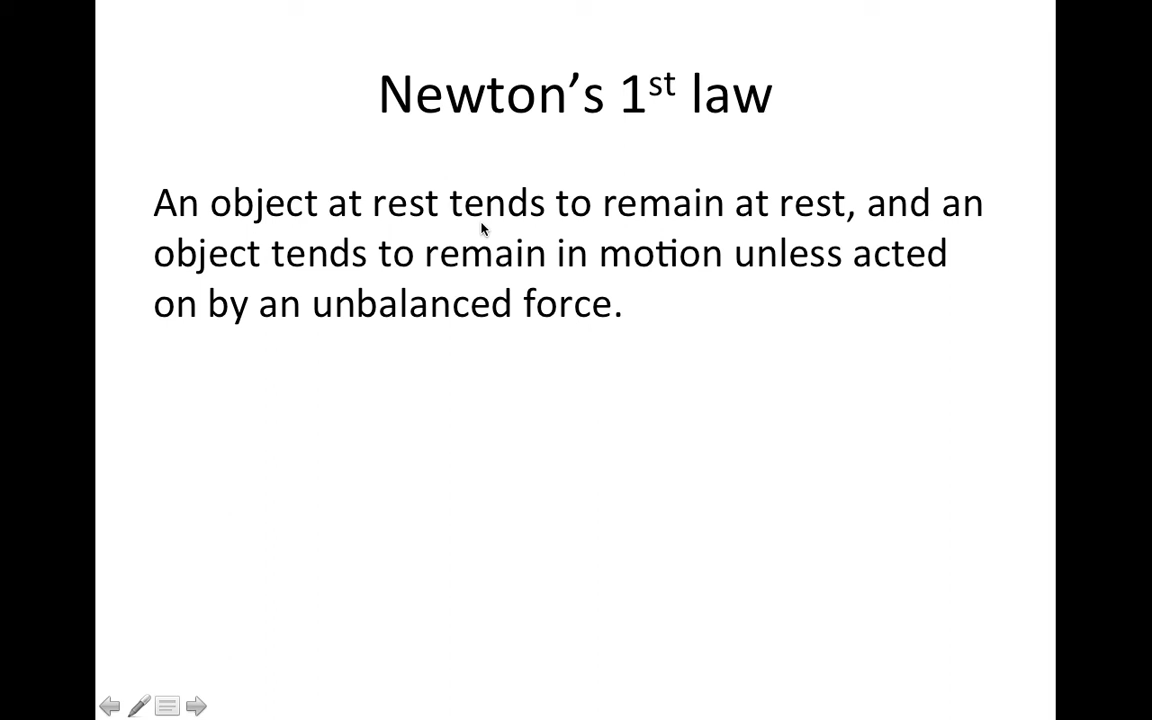 Newton’s 1st law
An object at rest tends to remain at rest, and an
object tends to remain in motion unless acted
on by an unbalanced force.